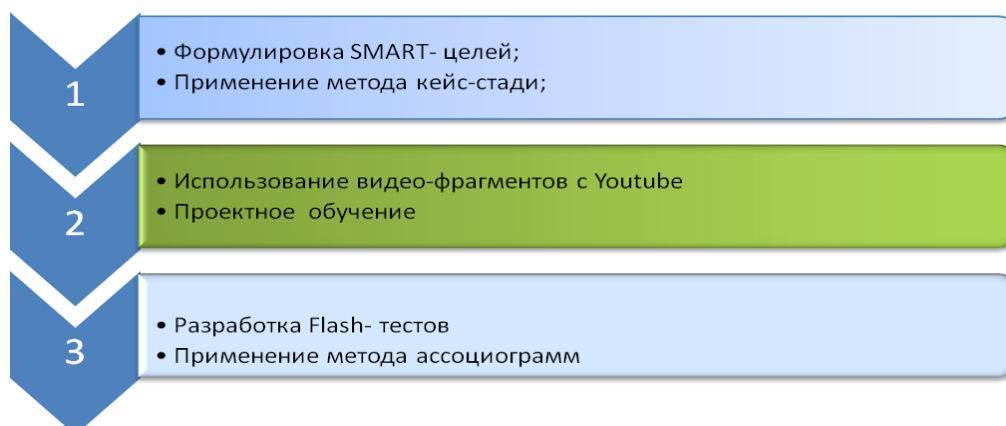 1
• Формулировка SMART- целей;
• Применение метода кейс-стади;
2
• Использование видео-фрагментов с Youtube
• Проектное обучение
3
• Разработка Flash- тестов
• Применение метода ассоциограмм